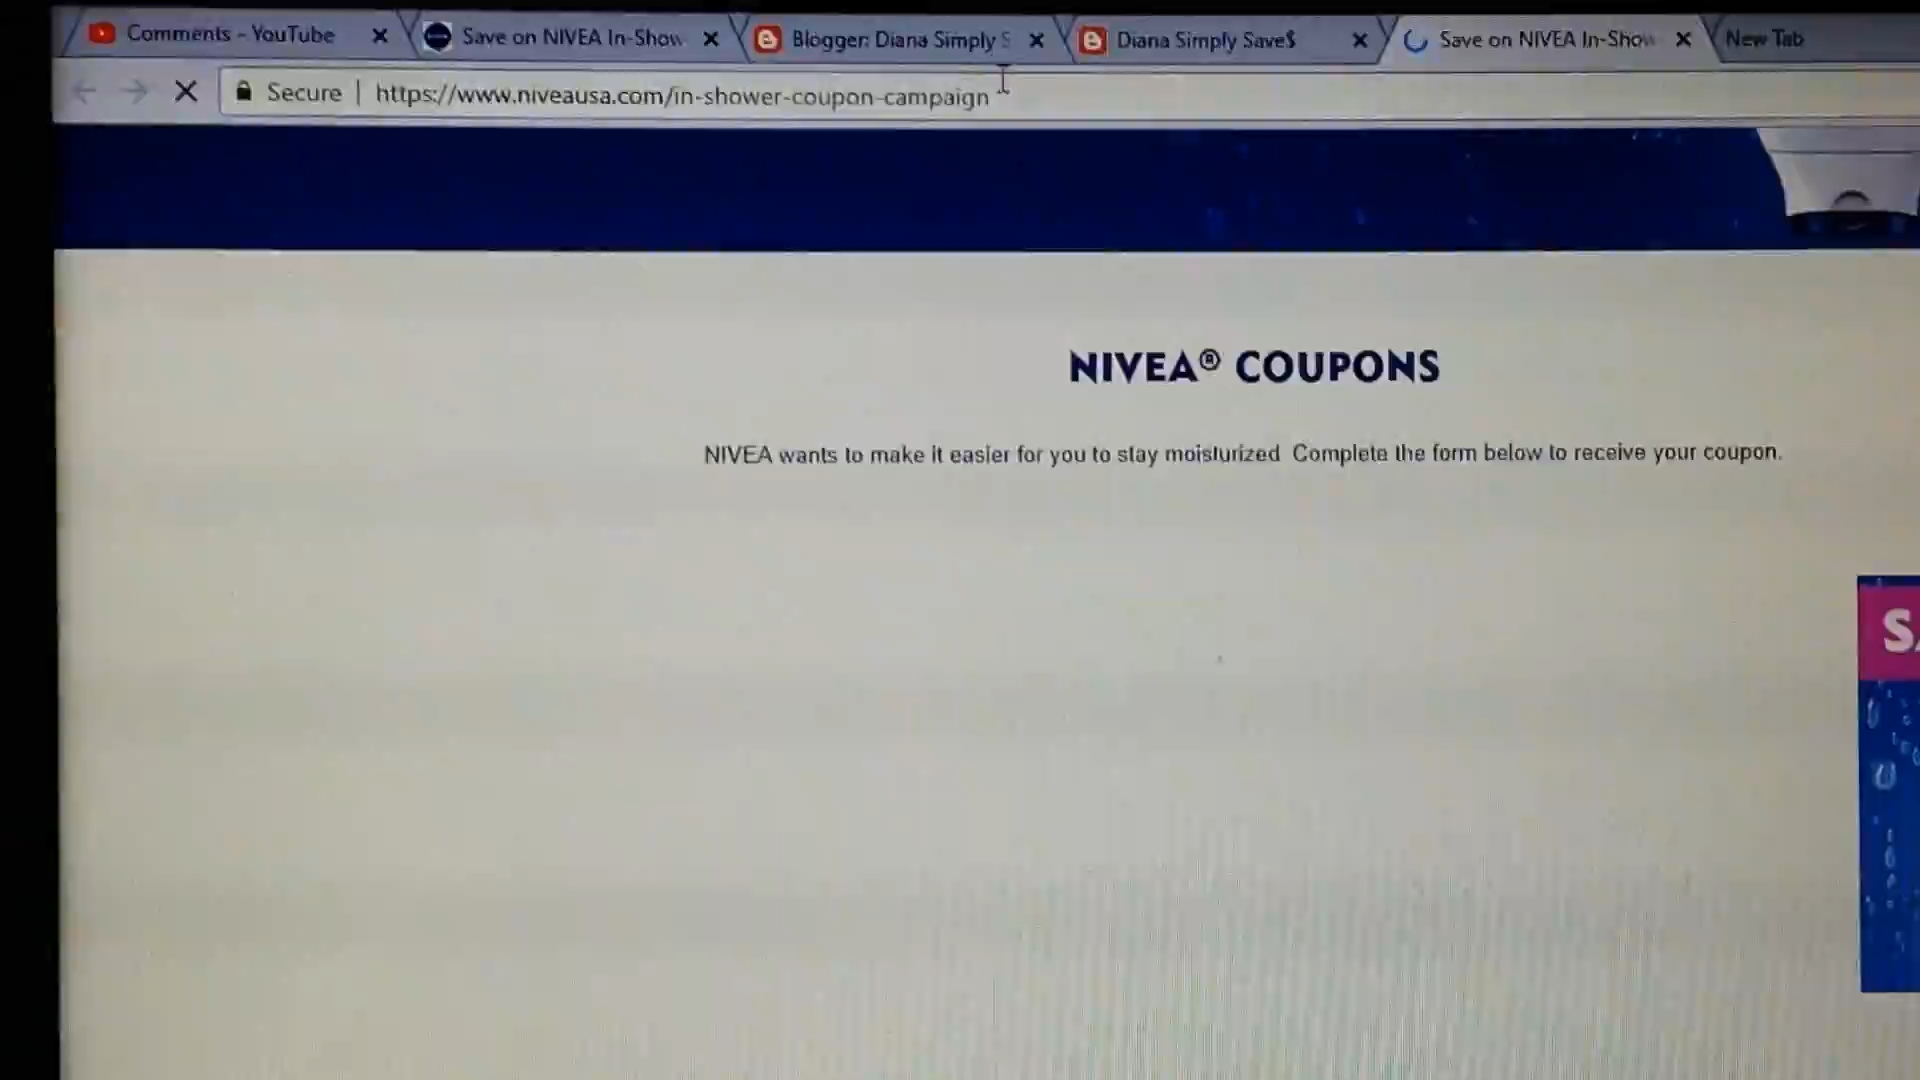 Comments - YouTube
Save on NIVEA In-Show
Blogger: Diana Simply S
Diana Simply Save$
Save on NIVEA In-Show
New Tab
Secure | https://www.niveausa.com/in-shower-coupon-campaign
NIVEA® COUPONS
NIVEA wants to make it easier for you to stay moisturized. Complete the form below to receive your coupon.